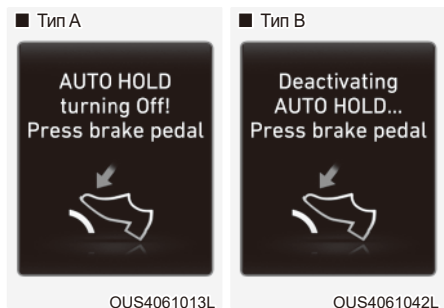 ■ Тип A
AUTO HOLD
turning Off!
Press brake pedal
OUS4061013L
■ Тип B
Deactivating
AUTO HOLD...
Press brake pedal
OUS4061042L